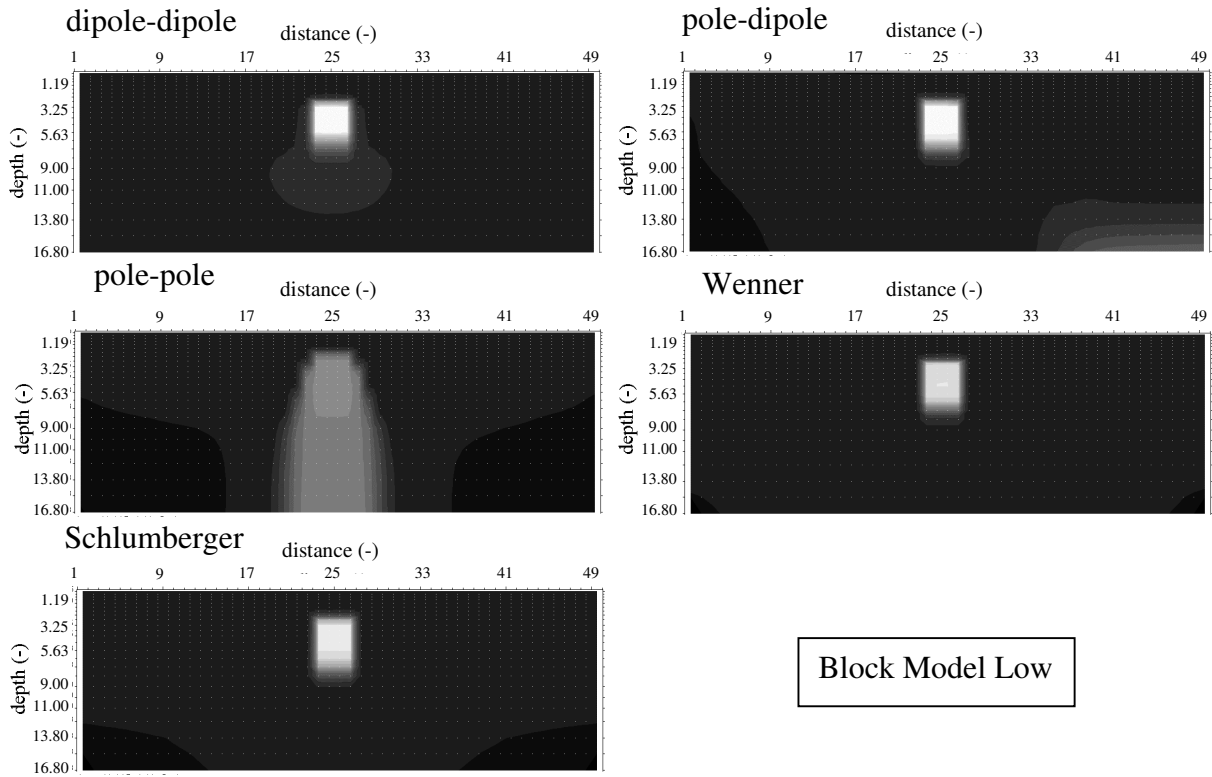 dipole-dipole
distance (-)
1 9 17 25 33 41 49
depth (-)
1.19
3.25
5.63
9.00
11.00
13.80
16.80
pole-dipole
distance (-)
1 9 17 25 33 41 49
depth (-)
1.19
3.25
5.63
9.00
11.00
13.80
16.80
pole-pole
distance (-)
1 9 17 25 33 41 49
depth (-)
1.19
3.25
5.63
9.00
11.00
13.80
16.80
Wenner
distance (-)
1 9 17 25 33 41 49
depth (-)
1.19
3.25
5.63
9.00
11.00
13.80
16.80
Schlumberger
distance (-)
1 9 17 25 33 41 49
depth (-)
1.19
3.25
5.63
9.00
11.00
13.80
16.80
Block Model Low